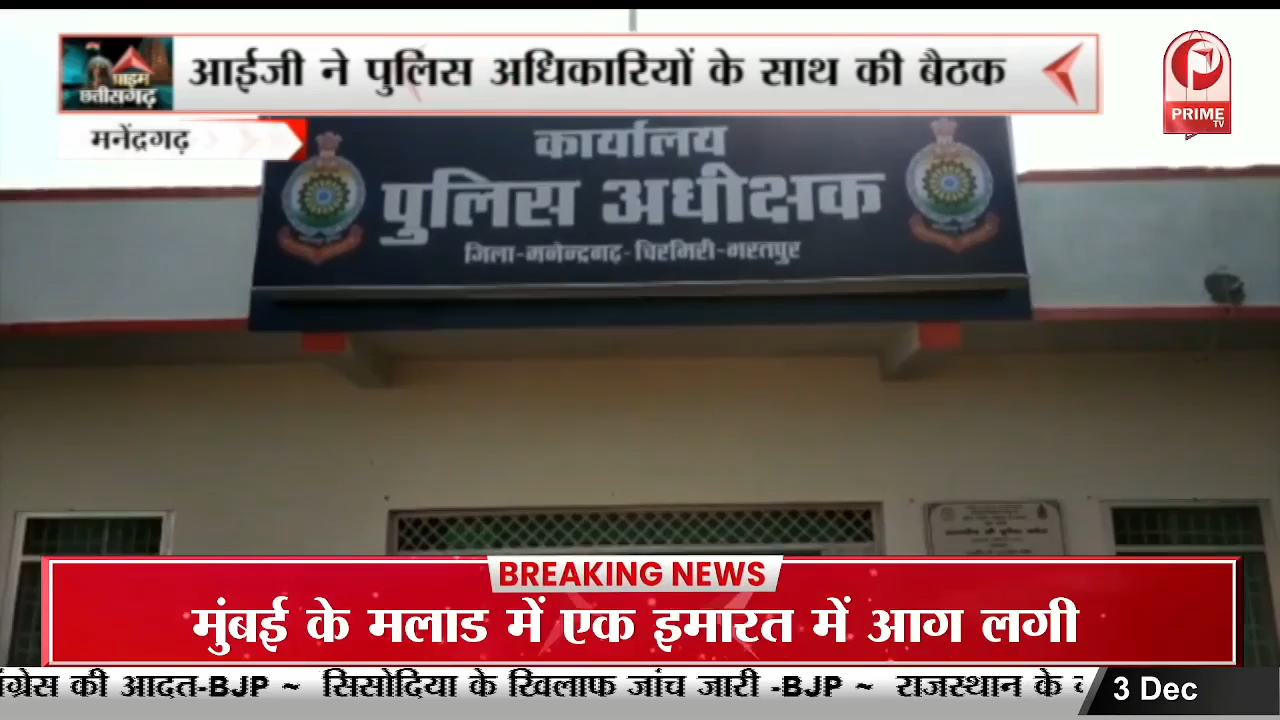 आईजी ने पुलिस अधिकारियों के साथ की बैठक
प्राइम
छत्तीसगढ़
मनेंद्रगढ़
PRIME
TV
कार्यालय
पुलिस अधीक्षक
जिला-मनेन्द्रगढ़-चिरमिरी-भरतपुर
BREAKING NEWS
मुंबई के मलाड में एक इमारत में आग लगी
की आदत-BJP ~ सिसोदिया के खिलाफ जांच जारी -BJP ~ राजस्थान के
3 Dec